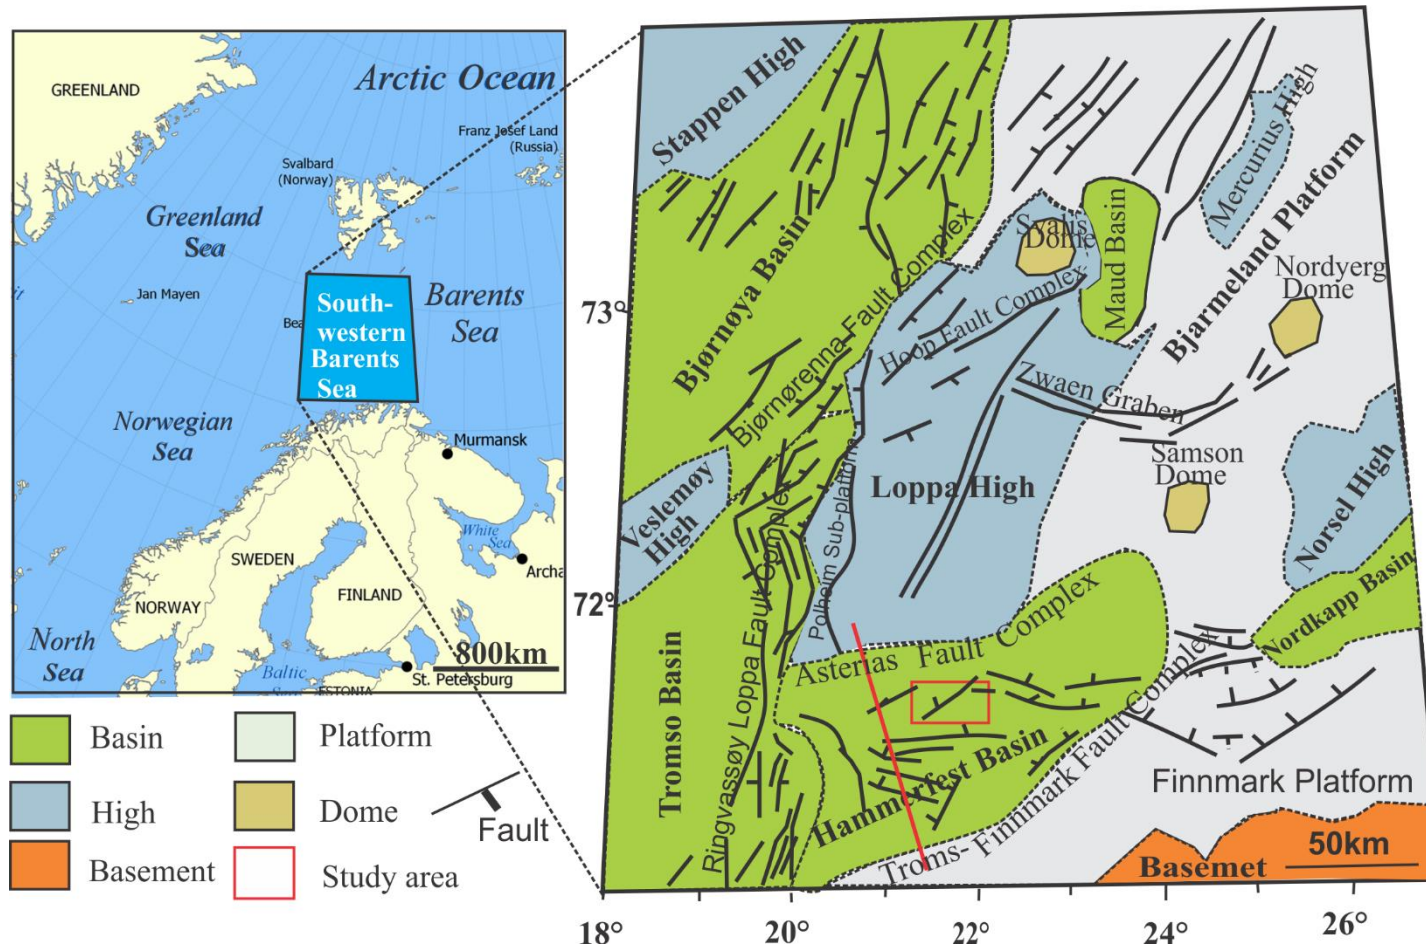 GREENLAND
Arctic Ocean
Franz Josef Land
(Russia)
Svalbard
(Norway)
Greenland
Sea
Jan Mayen
Barents
Sea
South-
western
Barents
Sea
Bea
Norwegian
Sea
Murmansk
White
Sea
SWEDEN
Archa
FINLAND
NORWAY
North
Sea
800km
Baltic
St. Petersburg
ESTONIA
Basin
Platform
High
Dome
Fault
Basement
Study area
Stappen High
Mercurius High
Svalis
Dome
Maud Basin
Bjørnøya Basin
Bjørnørenna Fault Complex
Hoop Fault Complex
Bjarmeland Platform
Nordyerg
Dome
73°
Zwaen Graben
Samson
Dome
Loppa High
Veslemøy
High
Norsel High
Polheim Sub-platform
72°
Nordkapp Basin
Asterias Fault Complex
Tromso Basin
Ringvassøy Loppa Fault Complex
Hammerfest Basin
Troms-Finnmark Fault Complex
Finnmark Platform
50km
Basemet
18°
20°
22°
24°
26°